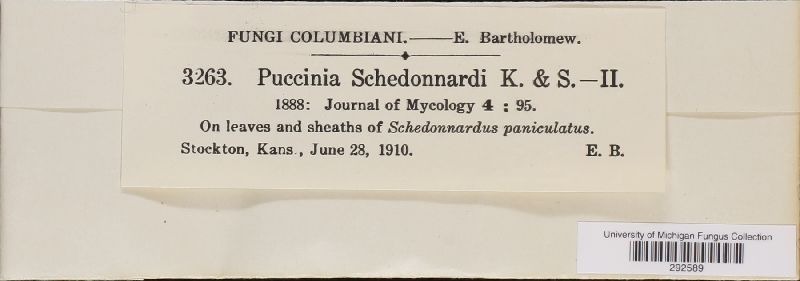 FUNGI COLUMBIANI.——E. Bartholomew.
3263. Puccinia Schedonnardi K. & S.—II.
1888: Journal of Mycology 4 : 95.
On leaves and sheaths of Schedonnardus paniculatus.
Stockton, Kans., June 28, 1910. E. B.
University of Michigan Fungus Collection
292589